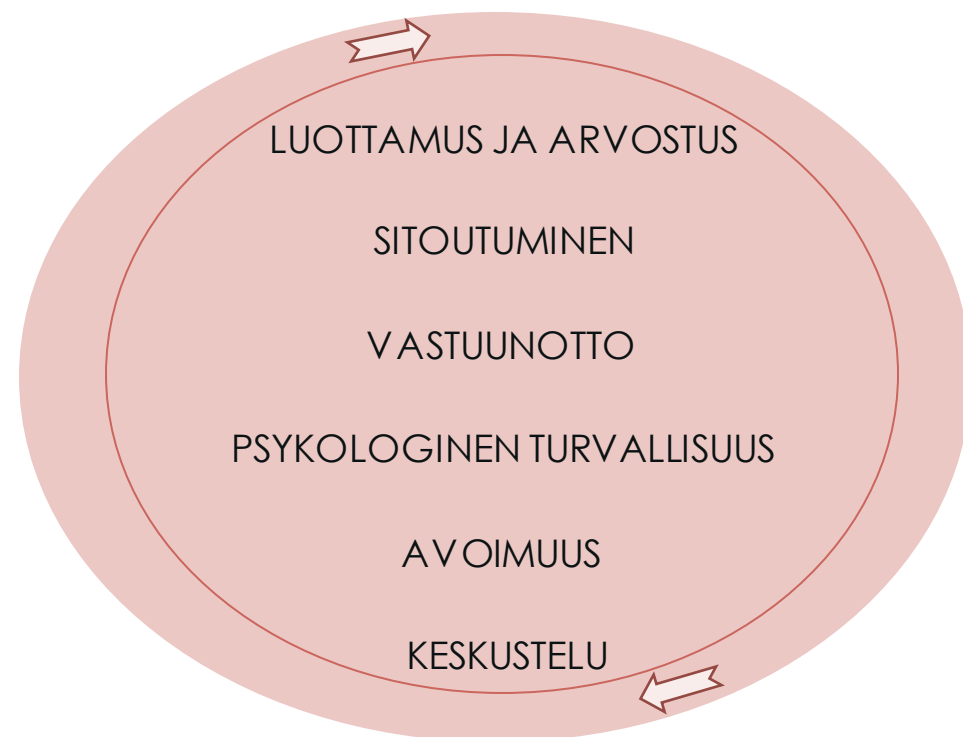 LUOTTAMUS JA ARVOSTUS
SITOUTUMINEN
VASTUUNOTTO
PSYKOLOGINEN TURVALLISUUS
AVOIMUUS
KESKUSTELU